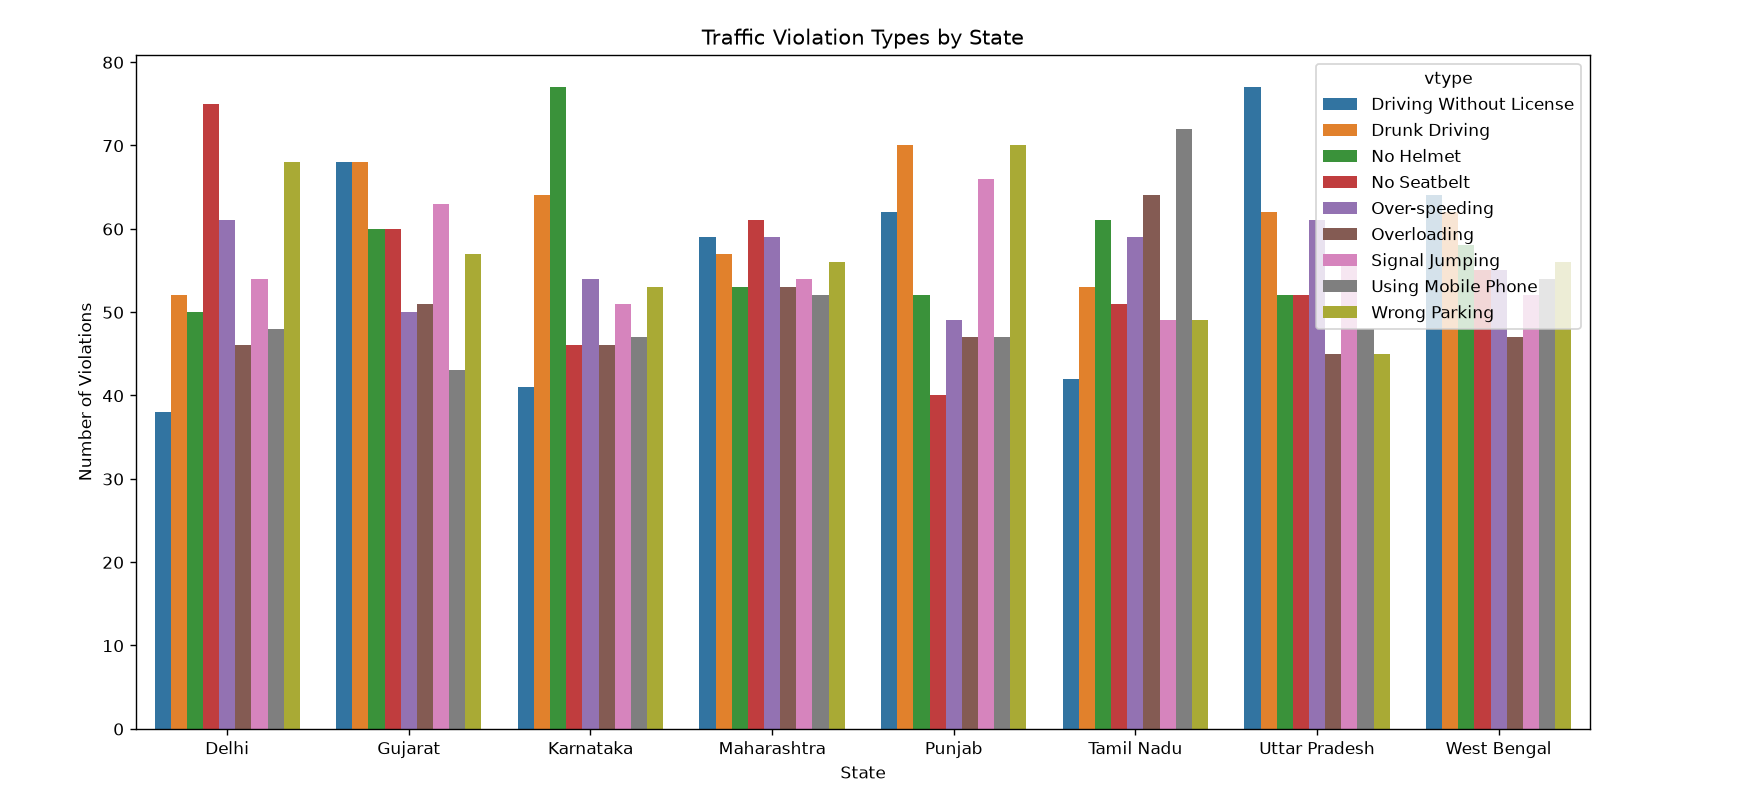 Traffic Violation Types by State
80
70
60
50
40
30
20
10
0
Number of Violations
vtype
Driving Without License
Drunk Driving
No Helmet
No Seatbelt
Over-speeding
Overloading
Signal Jumping
Using Mobile Phone
Wrong Parking
Delhi Gujarat Karnataka Maharashtra Punjab Tamil Nadu Uttar Pradesh West Bengal
State